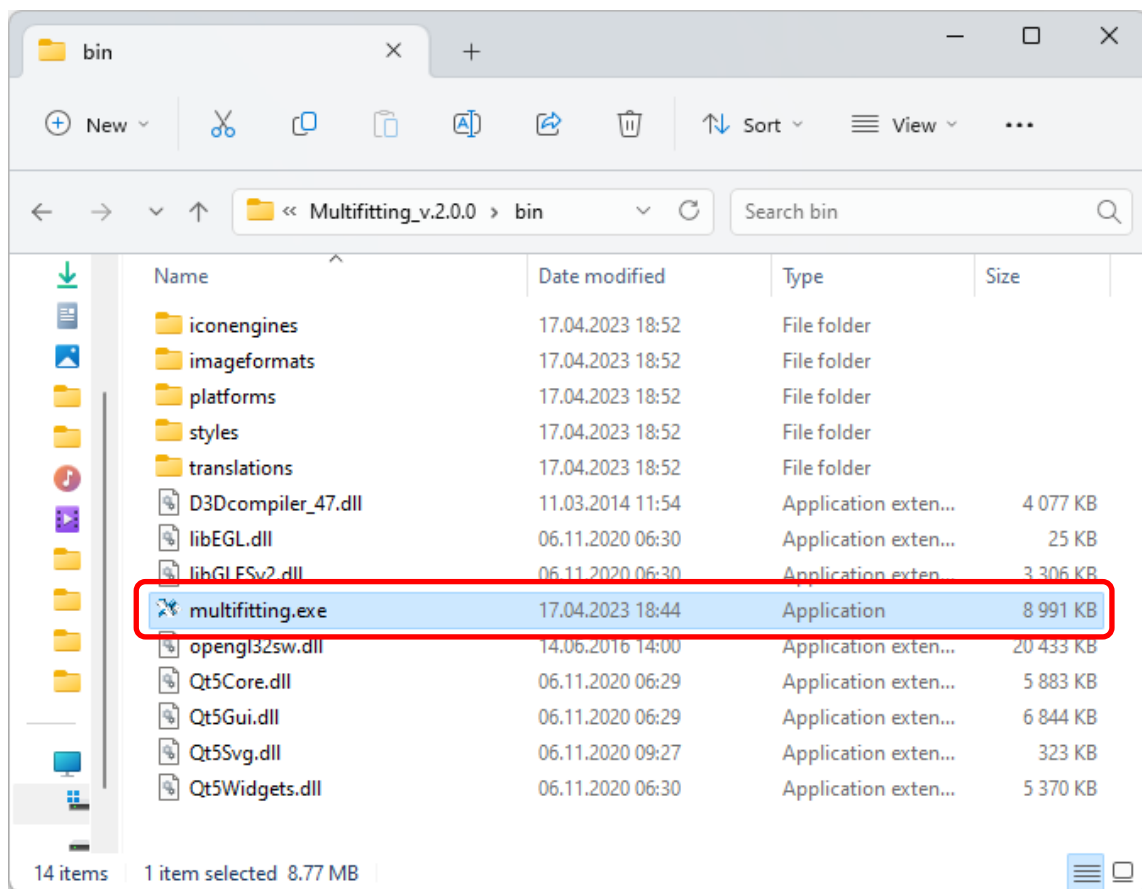 bin
New Sort View
Multifitting_v.2.0.0 bin Search bin
Name Date modified Type Size
iconengines 17.04.2023 18:52 File folder
imageformats 17.04.2023 18:52 File folder
platforms 17.04.2023 18:52 File folder
styles 17.04.2023 18:52 File folder
translations 17.04.2023 18:52 File folder
D3Dcompiler_47.dll 11.03.2014 11:54 Application exten... 4 077 KB
libEGL.dll 06.11.2020 06:30 Application exten... 25 KB
libGLESv2.dll 06.11.2020 06:30 Application exten... 3 306 KB
multifitting.exe 17.04.2023 18:44 Application 8 991 KB
opengl32sw.dll 14.06.2016 14:00 Application exten... 20 433 KB
Qt5Core.dll 06.11.2020 06:29 Application exten... 5 883 KB
Qt5Gui.dll 06.11.2020 06:29 Application exten... 6 844 KB
Qt5Svg.dll 06.11.2020 09:27 Application exten... 323 KB
Qt5Widgets.dll 06.11.2020 06:30 Application exten... 5 370 KB
14 items 1 item selected 8.77 MB